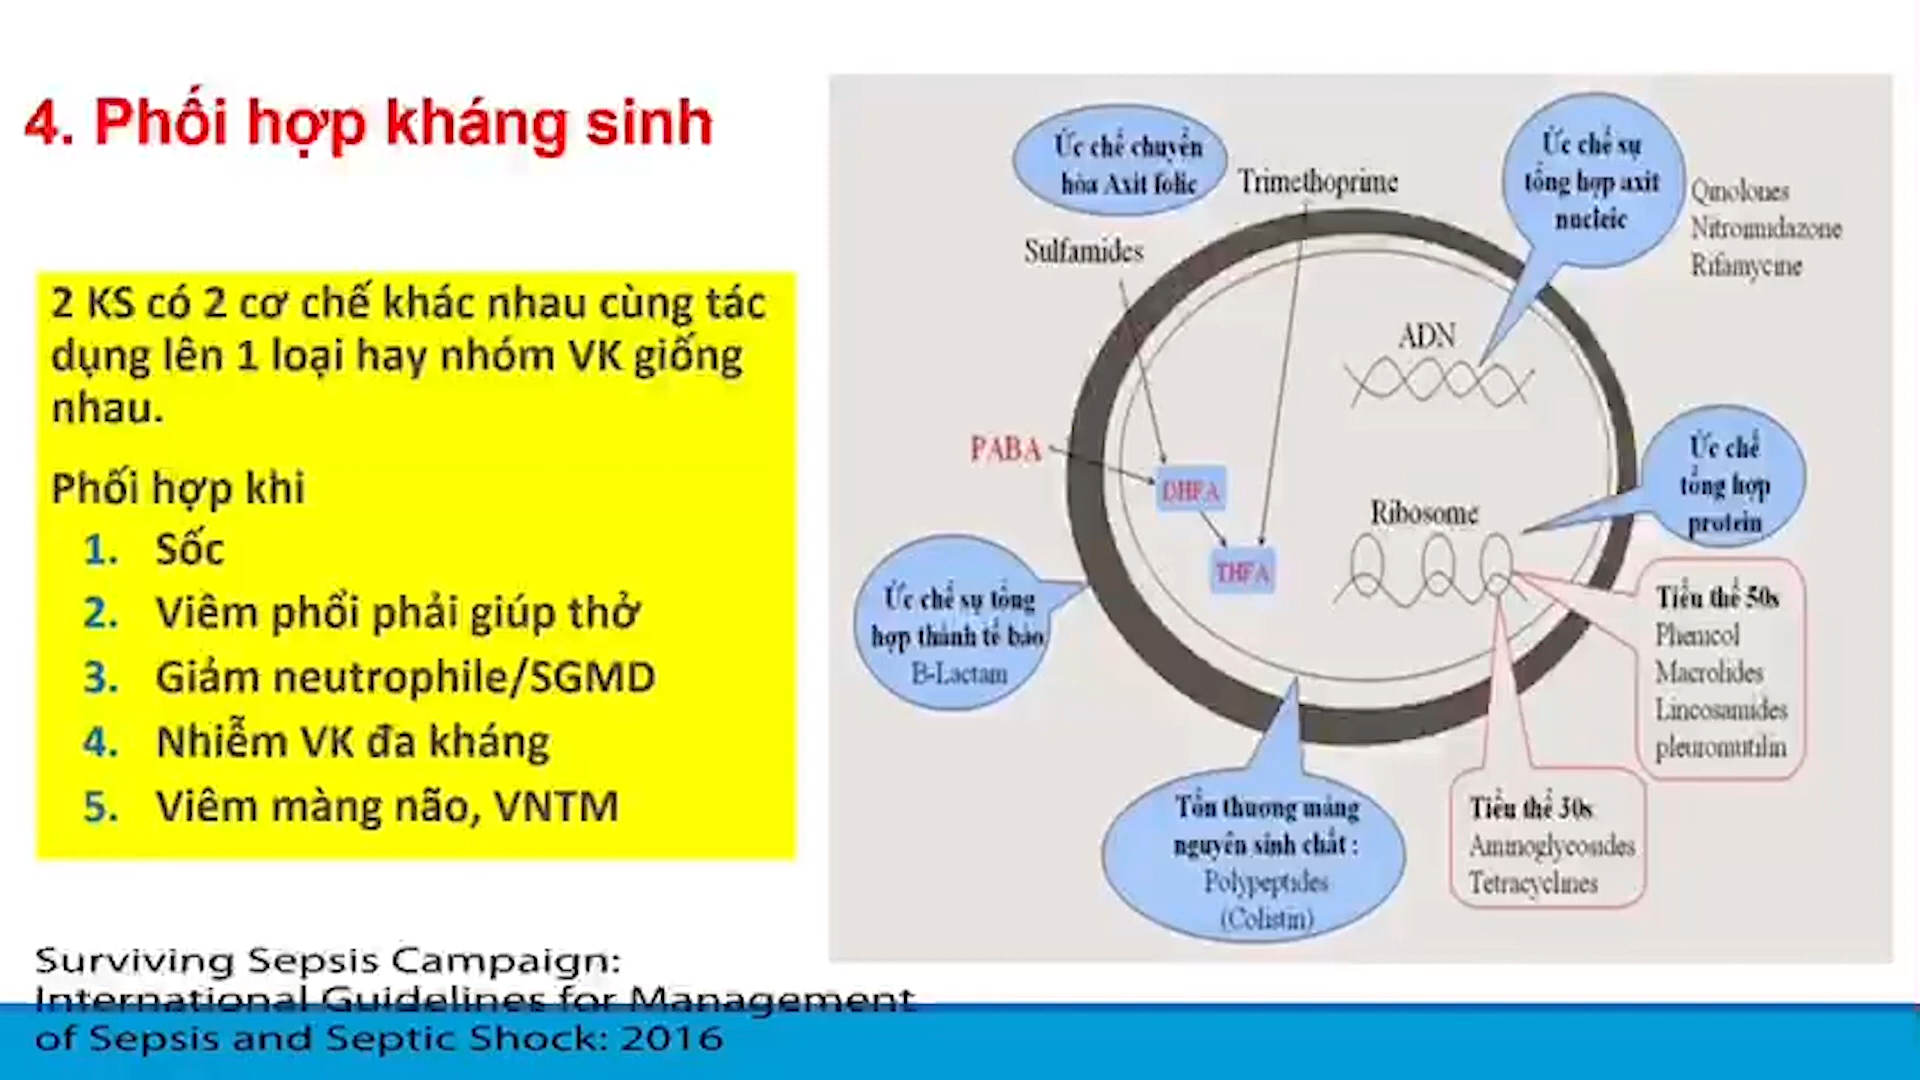 4. Phối hợp kháng sinh
2 KS có 2 cơ chế khác nhau cùng tác
dụng lên 1 loại hay nhóm VK giống
nhau.
Phối hợp khi
1. Sốc
2. Viêm phổi phải giúp thở
3. Giảm neutrophile/SGMD
4. Nhiễm VK đa kháng
5. Viêm màng não, VNTM
Surviving Sepsis Campaign:
International Guidelines for Management
of Sepsis and Septic Shock: 2016
Ức chế chuyển
hòa Axit folic
Trimethoprime
Sulfamides
Ức chế sự
tổng hợp axit
nucleic
Qinolones
Nitroimidazone
Rifamycine
ADN
PABA
DHFA
THFA
Ribosome
Ức chế
tổng hợp
protein
Ức chế sự tổng
hợp thành tế bào
B-Lactam
Tiểu thể 50s
Phenicol
Macrolides
Lincosamides
pleuromutilin
Tổn thương màng
nguyên sinh chất :
Polypeptides
(Colistin)
Tiểu thể 30s
Aminoglycosides
Tetracyclines